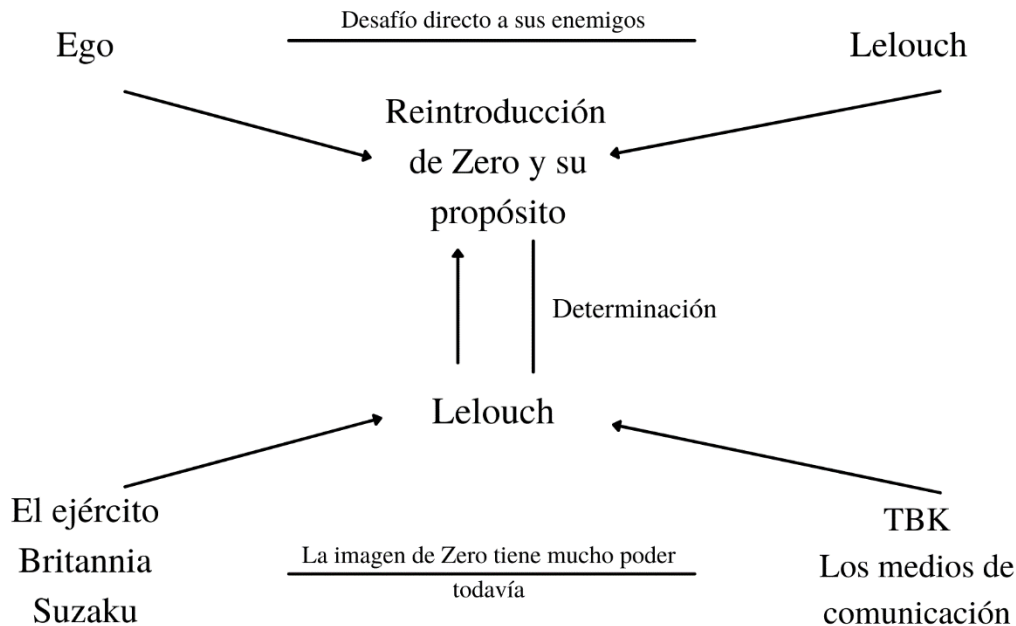 Desafío directo a sus enemigos
Ego
Lelouch
Reintroducción
de Zero y su
propósito
Determinación
Lelouch
El ejército
Britannia
Suzaku
La imagen de Zero tiene mucho poder
todavía
TBK
Los medios de
comunicación